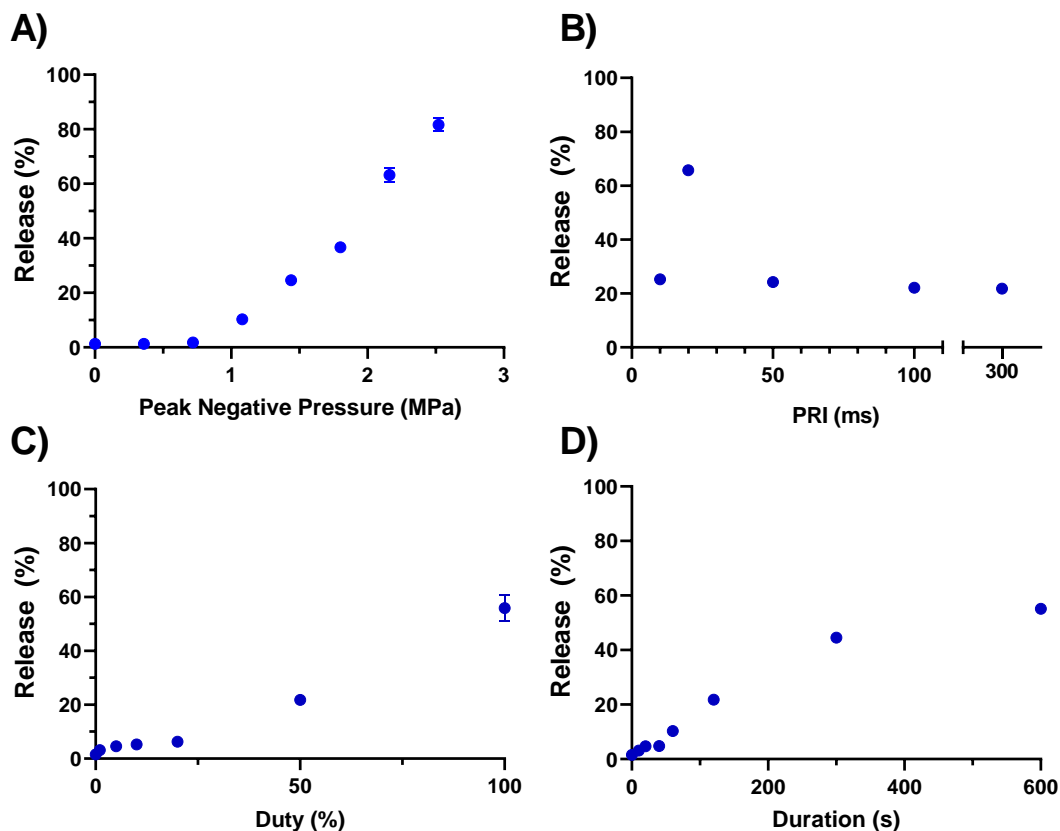 A)
100
80
60
40
20
0
Release (%)
0 1 2 3
Peak Negative Pressure (MPa)
B)
100
80
60
40
20
0
Release (%)
0 50 100 300
PRI (ms)
C)
100
80
60
40
20
0
Release (%)
0 50 100
Duty (%)
D)
100
80
60
40
20
0
Release (%)
0 200 400 600
Duration (s)